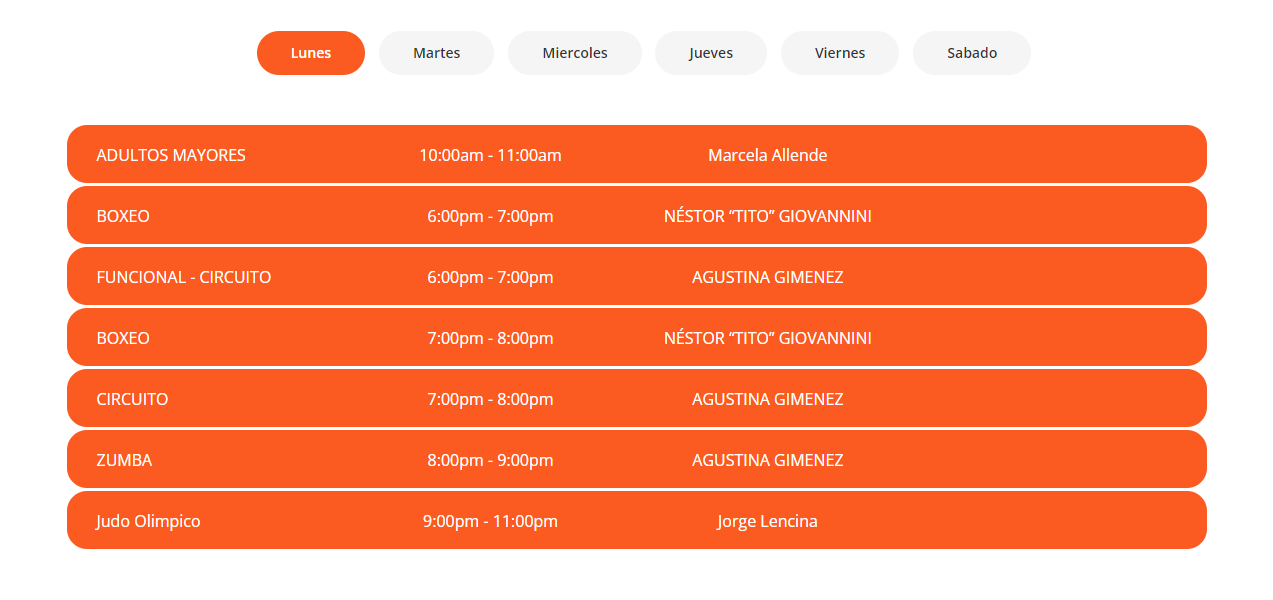 Lunes Martes Miercoles Jueves Viernes Sabado
ADULTOS MAYORES 10:00am - 11:00am Marcela Allende
BOXEO 6:00pm - 7:00pm NÉSTOR “TITO” GIOVANNINI
FUNCIONAL - CIRCUITO 6:00pm - 7:00pm AGUSTINA GIMENEZ
BOXEO 7:00pm - 8:00pm NÉSTOR “TITO” GIOVANNINI
CIRCUITO 7:00pm - 8:00pm AGUSTINA GIMENEZ
ZUMBA 8:00pm - 9:00pm AGUSTINA GIMENEZ
Judo Olimpico 9:00pm - 11:00pm Jorge Lencina